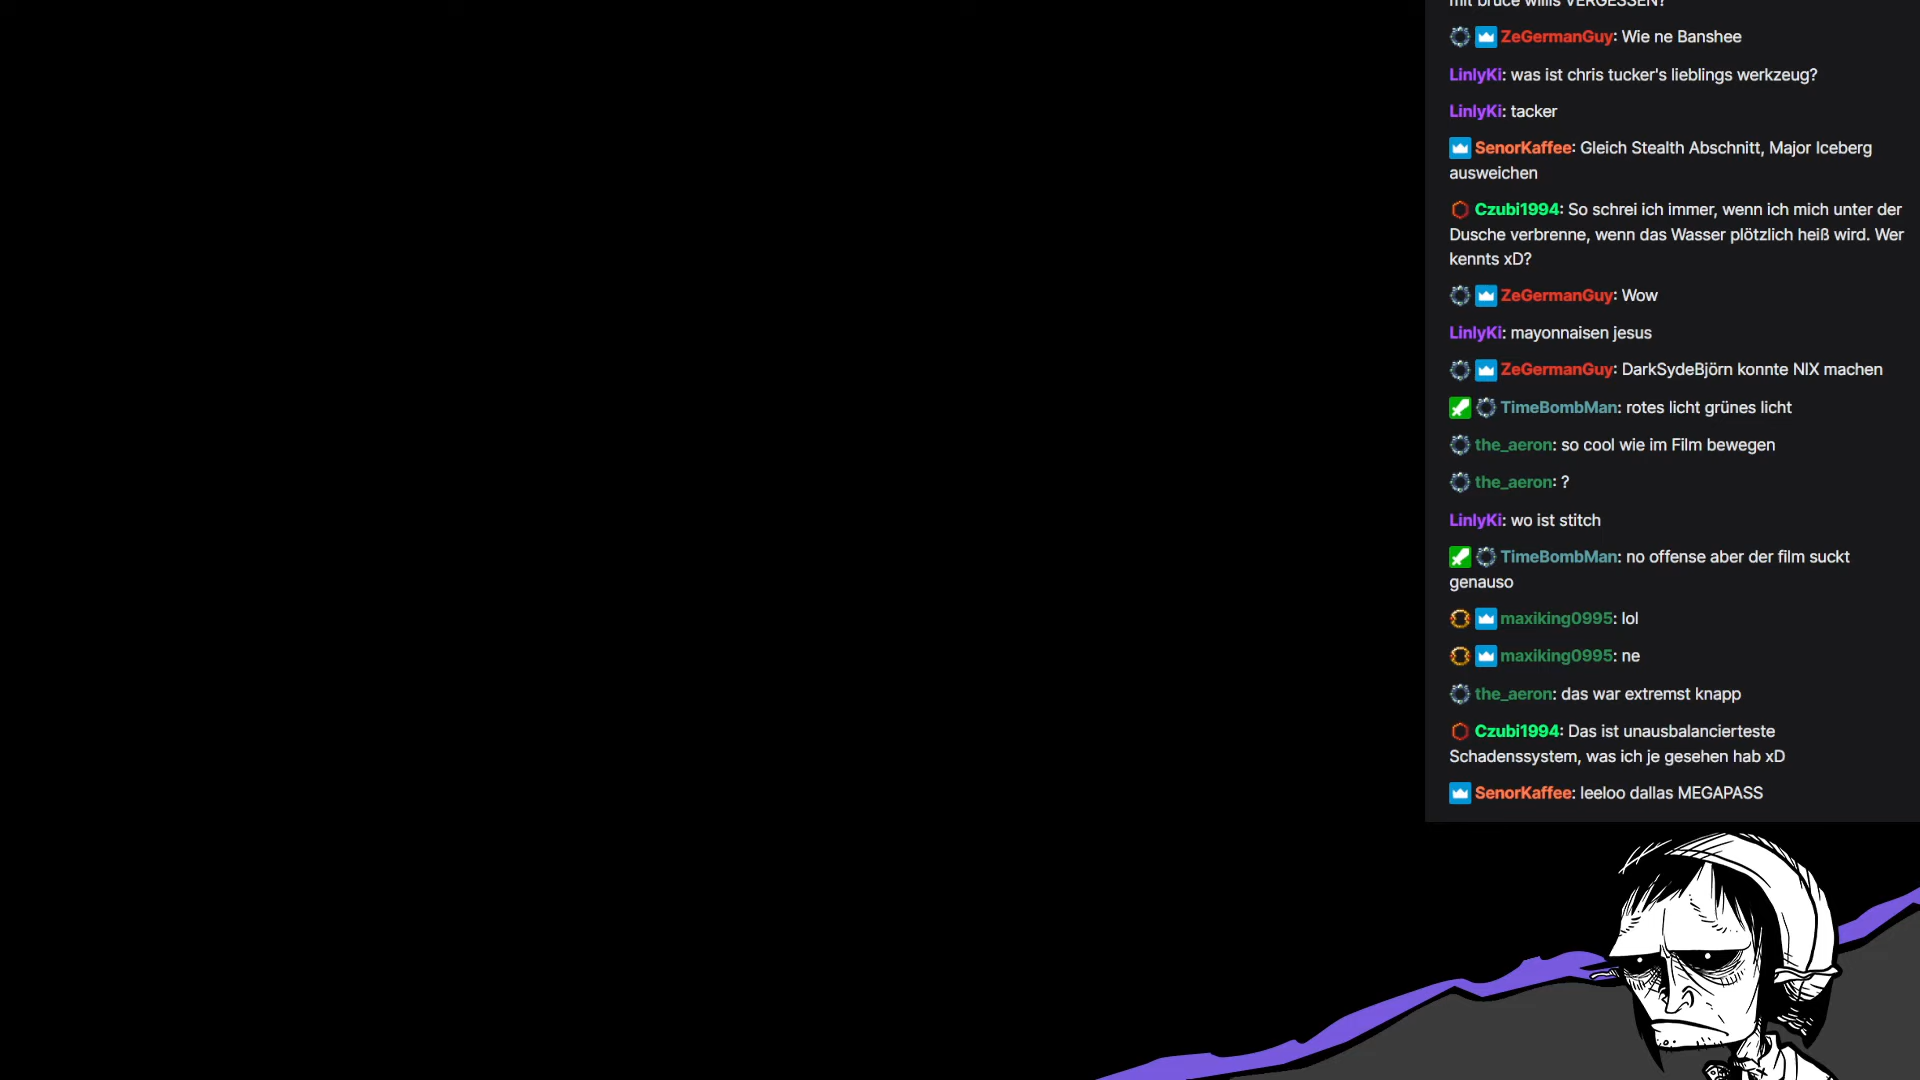 mit bruce willis VERGESSEN?
ZeGermanGuy: Wie ne Banshee
LinlyKi: was ist chris tucker's lieblings werkzeug?
LinlyKi: tacker
SenorKaffee: Gleich Stealth Abschnitt, Major Iceberg
ausweichen
Czubi1994: So schrei ich immer, wenn ich mich unter der
Dusche verbrenne, wenn das Wasser plötzlich heiß wird. Wer
kennts xD?
ZeGermanGuy: Wow
LinlyKi: mayonnaisen jesus
ZeGermanGuy: DarkSydeBjörn konnte NIX machen
TimeBombMan: rotes licht grünes licht
the_aeron: so cool wie im Film bewegen
the_aeron: ?
LinlyKi: wo ist stitch
TimeBombMan: no offense aber der film suckt
genauso
maxiking0995: lol
maxiking0995: ne
the_aeron: das war extremst knapp
Czubi1994: Das ist unausbalancierteste
Schadenssystem, was ich je gesehen hab xD
SenorKaffee: leeloo dallas MEGAPASS